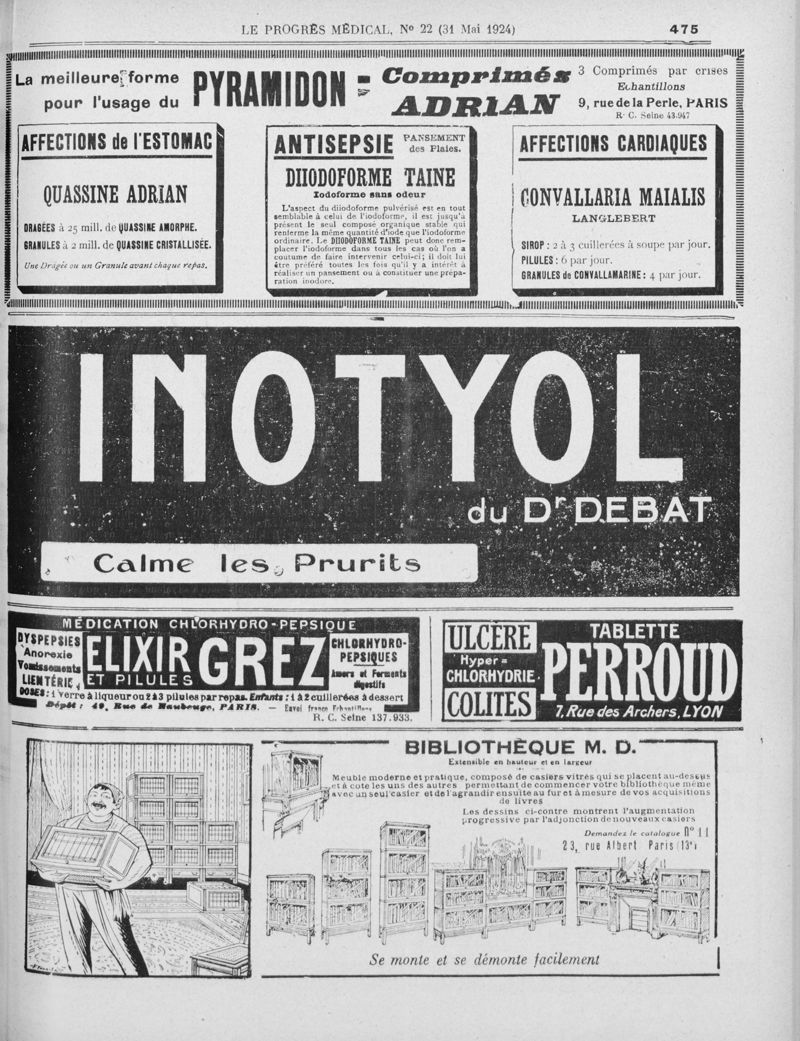 LE PROGRÈS MÉDICAL, No 22 (31 Mai 1924)
475
La meilleure forme
pour l'usage du
PYRAMIDON =
Comprimés
ADRIAN
3 Comprimés par crises
Echantillons
9, rue de la Perle, PARIS
R. C. Seine 43.947
AFFECTIONS de l'ESTOMAC
QUASSINE ADRIAN
DRAGÉES à 25 mill. de QUASSINE AMORPHE.
GRANULES à 2 mill. de QUASSINE CRISTALLISÉE.
Une Dragée ou un Granule avant chaque repas.
ANTISEPSIE
PANSEMENT
des Plaies.
DIIODOFORME TAINE
Iodoforme sans odeur
L'aspect du diiodoforme pulvérisé est en tout
semblable à celui de l'iodoforme, il est jusqu'à
présent le seul composé organique stable qui
renferme la même quantité d'iode que l'iodoforme
ordinaire. Le DIIODOFORME TAINE peut donc rem-
placer l'iodoforme dans tous les cas où l'on a
coutume de faire intervenir celui-ci; il doit lui
être préféré toutes les fois qu'il y a intérêt à
réaliser un pansement ou à constituer une prépa-
ration inodore.
AFFECTIONS CARDIAQUES
CONVALLARIA MAIALIS
LANGLEBERT
SIROP : 2 à 3 cuillerées à soupe par jour.
PILULES : 6 par jour.
GRANULES de CONVALLAMARINE : 4 par jour.
INOTYOL
du Dr DEBAT
Calme les Prurits
MÉDICATION CHLORHYDRO-PEPSIQUE
DYSPEPSIES
Anorexie
Vomissements
LIENTÉRIE,
ELIXIR GREZ
ET PILULES
CHLORHYDRO-
PEPSIQUES
Amers et Ferments
digestifs
DOSES : 1 verre à liqueur ou 2 à 3 pilules par repas. Enfants : 1 à 2 cuillerées à dessert
Dépôt : 49, Rue de Maubeuge, PARIS. — Envoi franco Echantillons
R. C. Seine 137.933.
ULCÈRE
Hyper=
CHLORHYDRIE
COLITES
TABLETTE
PERROUD
7, Rue des Archers, LYON
BIBLIOTHÈQUE M. D.
Extensible en hauteur et en largeur
Meuble moderne et pratique, composé de casiers vitrés qui se placent au-dessus
et à côte les uns des autres permettant de commencer votre bibliothèque même
avec un seul casier et de l'agrandir ensuite au fur et à mesure de vos acquisitions
de livres
Les dessins ci-contre montrent l'augmentation
progressive par l'adjonction de nouveaux casiers
Demandez le catalogue No 11
23, rue Albert Paris (13e)
Se monte et se démonte facilement